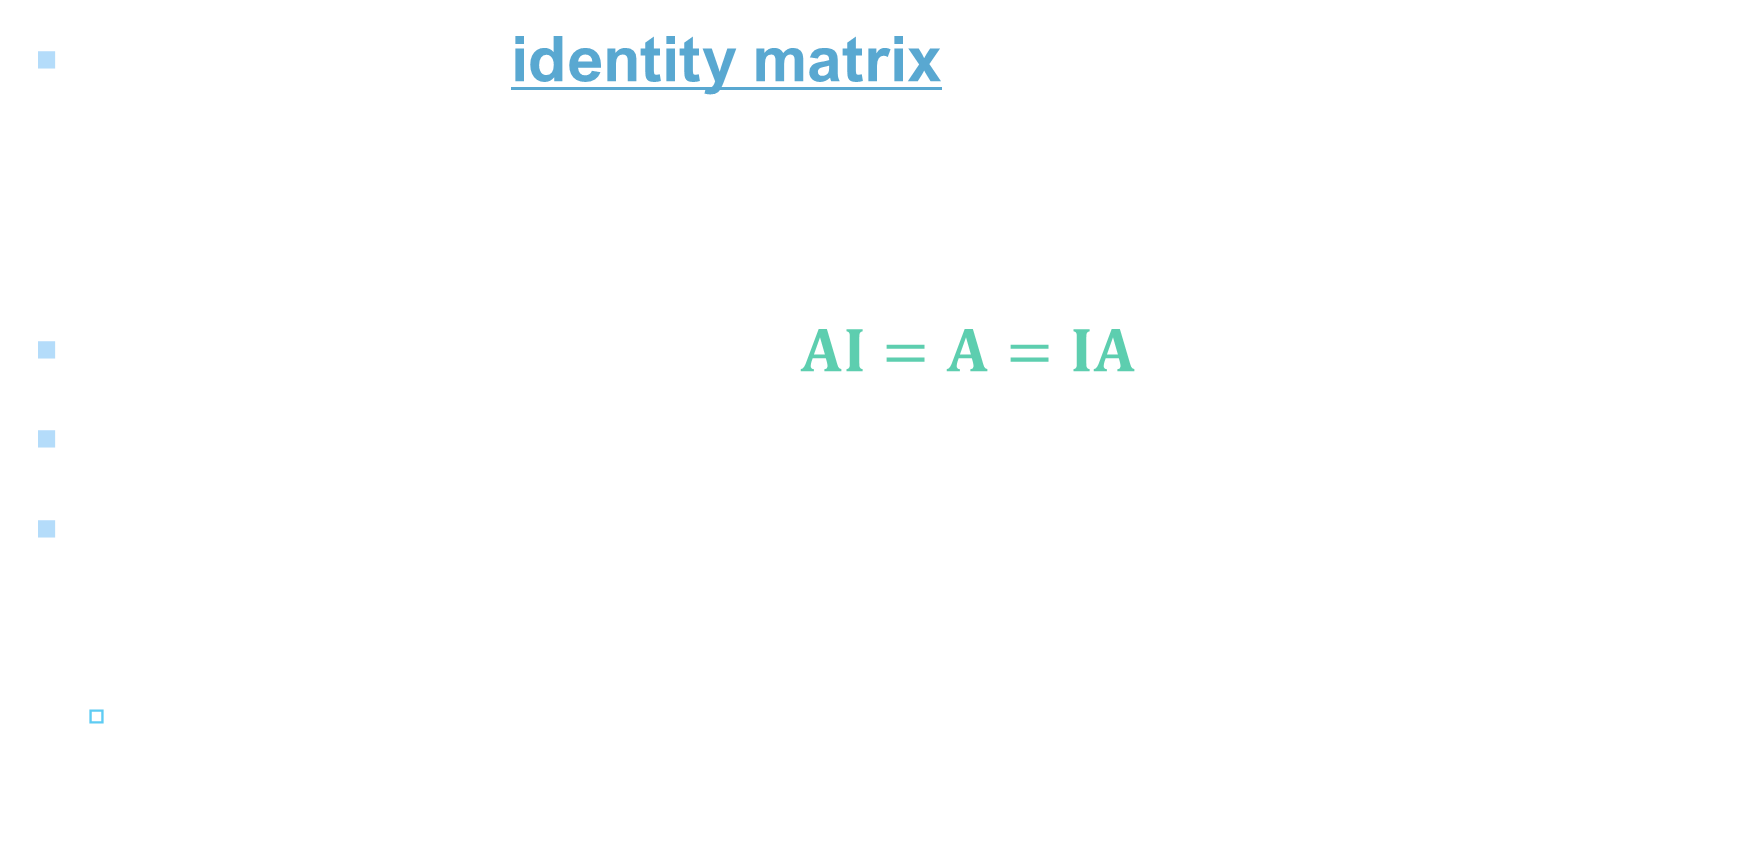 identity matrix
AI = A = IA